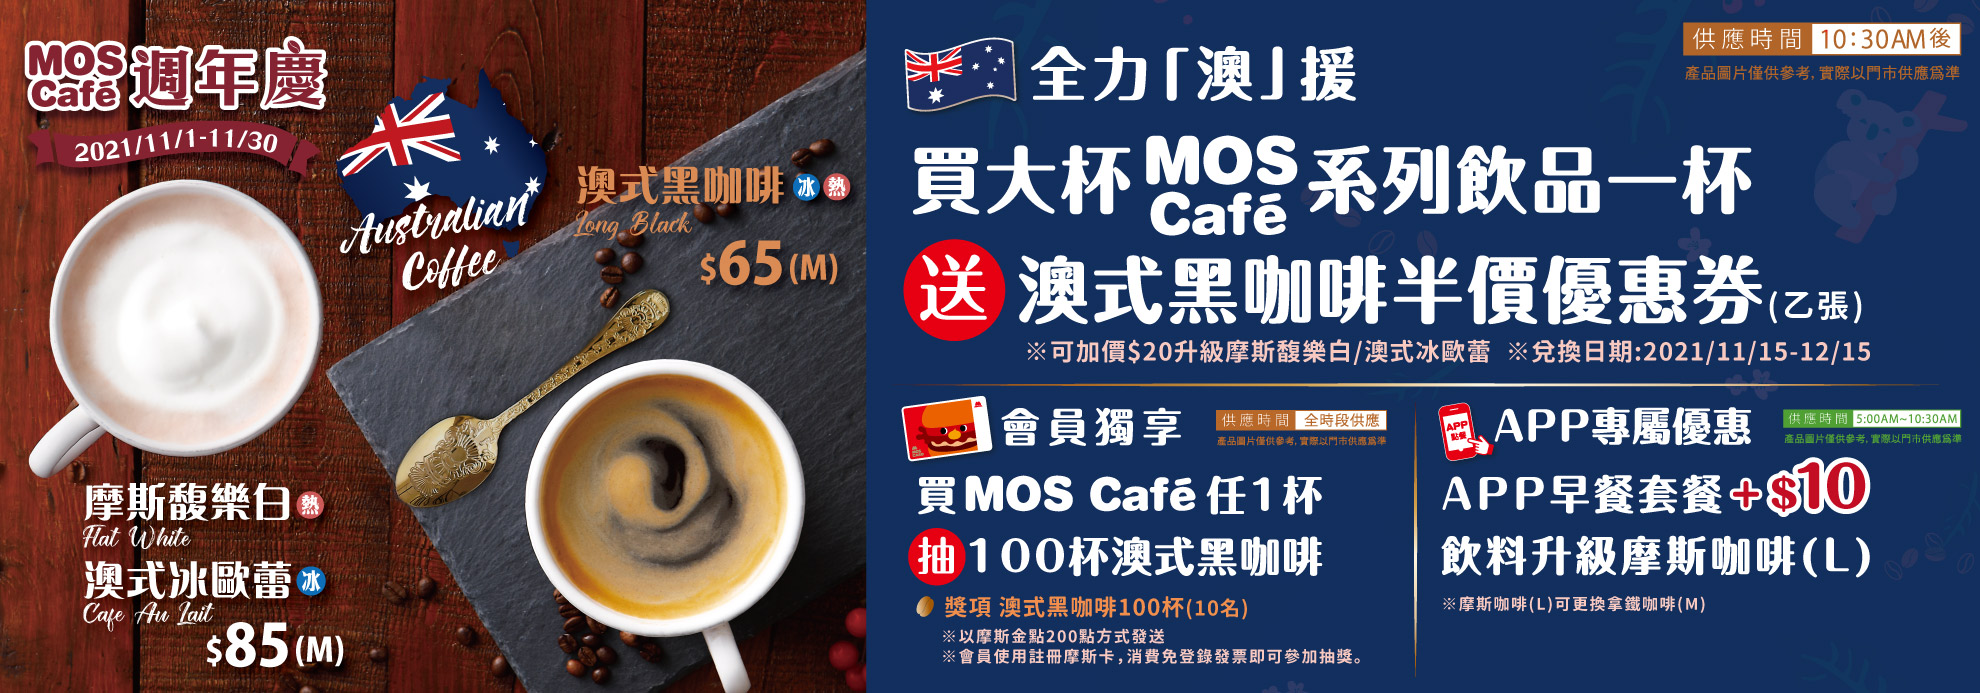 MOS Café 週年慶
2021/11/1-11/30
Australian
Coffee
澳式黑咖啡 冰 熱
Long Black
$65(M)
摩斯馥樂白 熱
Flat White
澳式冰歐蕾 冰
Cafe Au Lait
$85(M)
供應時間 10:30AM後
產品圖片僅供參考, 實際以門市供應為準
全力「澳」援
買大杯 MOS Café 系列飲品一杯
送 澳式黑咖啡半價優惠券(乙張)
※可加價$20升級摩斯馥樂白/澳式冰歐蕾 ※兌換日期:2021/11/15-12/15
會員獨享
供應時間 全時段供應
產品圖片僅供參考, 實際以門市供應為準
買MOS Café 任1杯
抽100杯澳式黑咖啡
獎項 澳式黑咖啡100杯(10名)
※以摩斯金點200點方式發送
※會員使用註冊摩斯卡,消費免登錄發票即可參加抽獎。
APP
點餐
APP專屬優惠
供應時間 5:00AM~10:30AM
產品圖片僅供參考, 實際以門市供應為準
APP早餐套餐+$10
飲料升級摩斯咖啡(L)
※摩斯咖啡(L)可更換拿鐵咖啡(M)